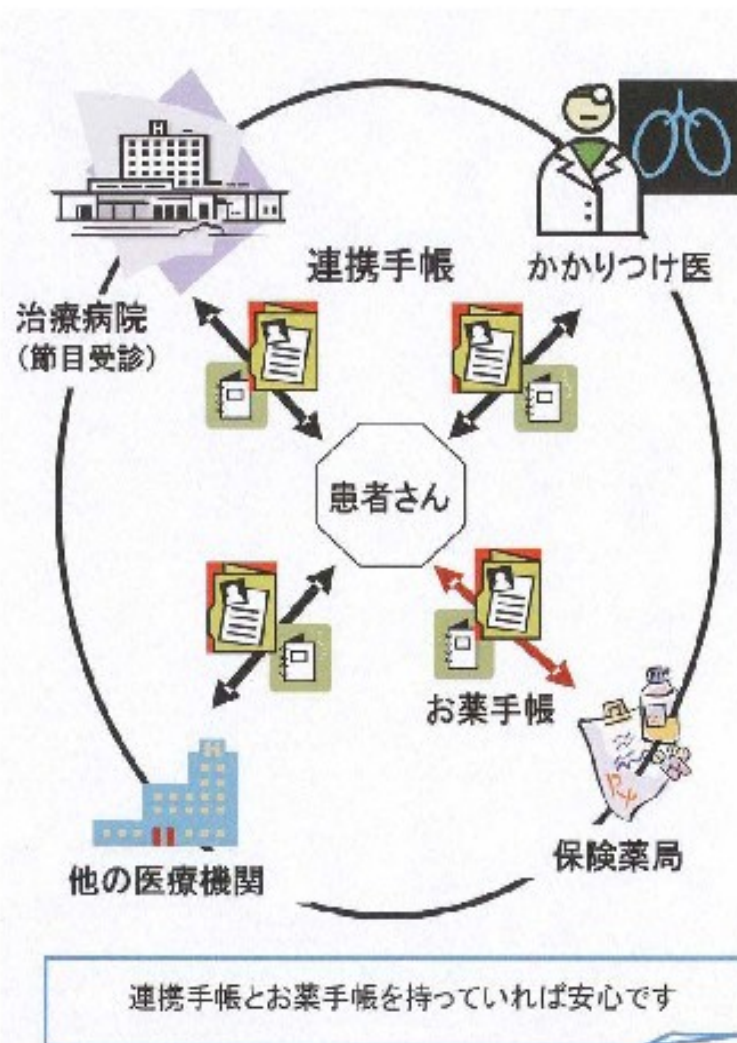 連携手帳
かかりつけ医
治療病院
（節目受診）
患者さん
お薬手帳
保険薬局
他の医療機関
連携手帳とお薬手帳を持っていれば安心です